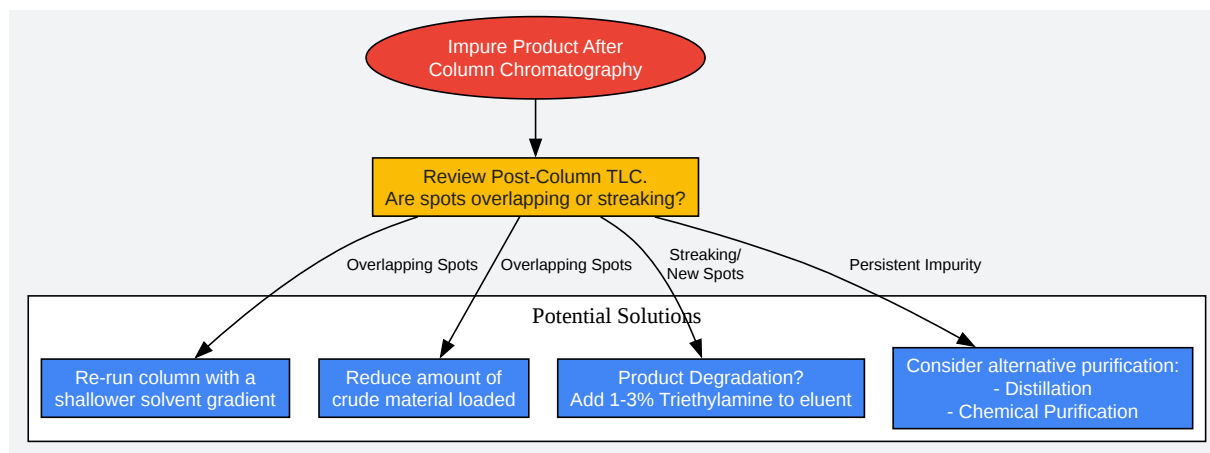 Impure Product After
Column Chromatography
Review Post-Column TLC.
Are spots overlapping or streaking?
Overlapping Spots
Overlapping Spots
Streaking/
New Spots
Persistent Impurity
Potential Solutions
Re-run column with a
shallower solvent gradient
Reduce amount of
crude material loaded
Product Degradation?
Add 1-3% Triethylamine to eluent
Consider alternative purification:
- Distillation
- Chemical Purification